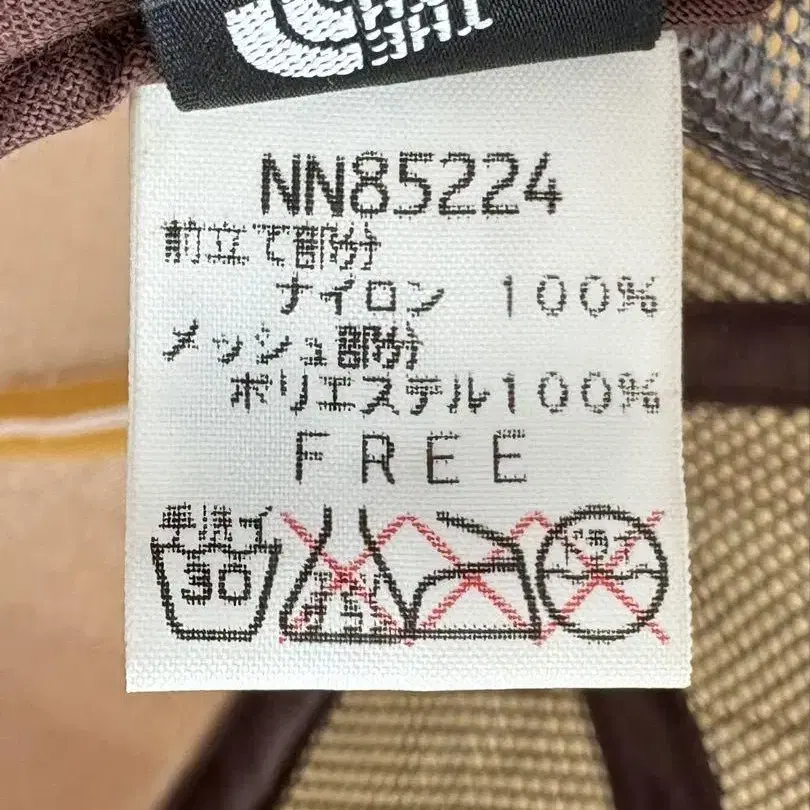 THE
NN85224
前立て部分
ナイロン 100%
メッシュ部分
ポリエステル100%
FREE
手洗イ
30